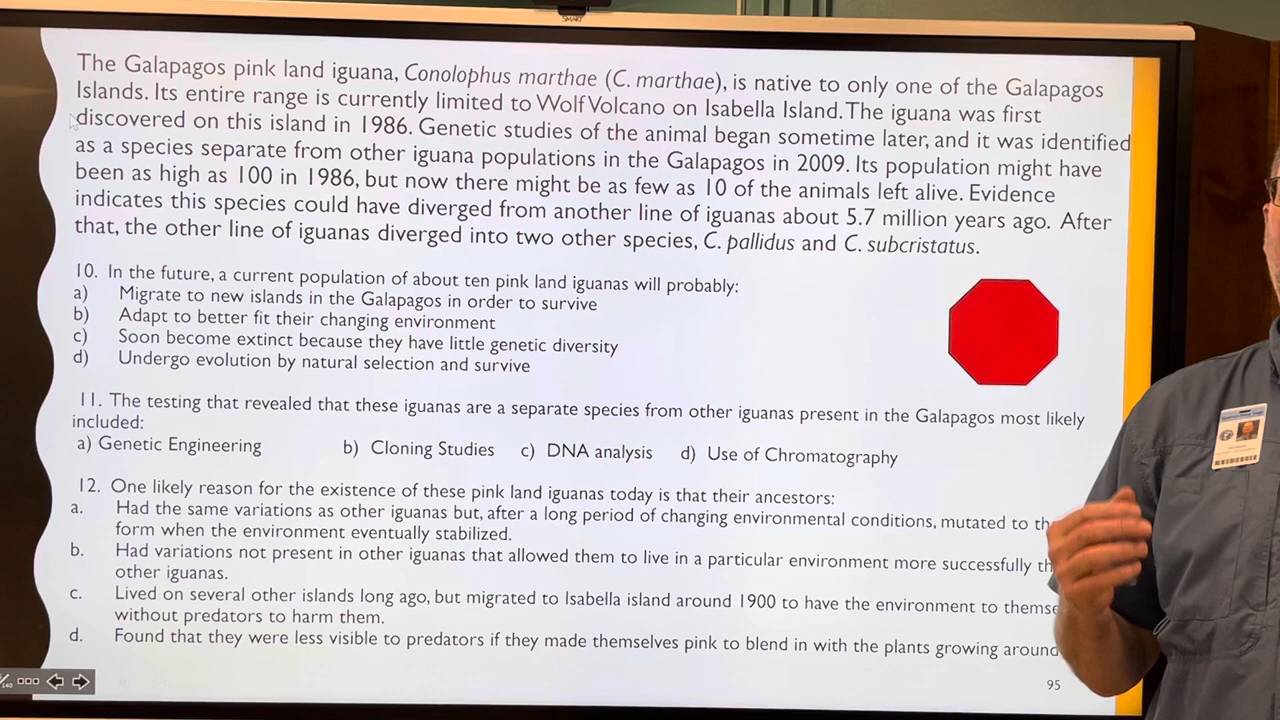 SMART
The Galapagos pink land iguana, Conolophus marthae (C. marthae), is native to only one of the Galapagos
Islands. Its entire range is currently limited to Wolf Volcano on Isabella Island. The iguana was first
discovered on this island in 1986. Genetic studies of the animal began sometime later, and it was identified
as a species separate from other iguana populations in the Galapagos in 2009. Its population might have
been as high as 100 in 1986, but now there might be as few as 10 of the animals left alive. Evidence
indicates this species could have diverged from another line of iguanas about 5.7 million years ago. After
that, the other line of iguanas diverged into two other species, C. pallidus and C. subcristatus.
10. In the future, a current population of about ten pink land iguanas will probably:
a) Migrate to new islands in the Galapagos in order to survive
b) Adapt to better fit their changing environment
c) Soon become extinct because they have little genetic diversity
d) Undergo evolution by natural selection and survive
11. The testing that revealed that these iguanas are a separate species from other iguanas present in the Galapagos most likely
included:
a) Genetic Engineering b) Cloning Studies c) DNA analysis d) Use of Chromatography
12. One likely reason for the existence of these pink land iguanas today is that their ancestors:
a. Had the same variations as other iguanas but, after a long period of changing environmental conditions, mutated to th
form when the environment eventually stabilized.
b. Had variations not present in other iguanas that allowed them to live in a particular environment more successfully th
other iguanas.
c. Lived on several other islands long ago, but migrated to Isabella island around 1900 to have the environment to themse
without predators to harm them.
d. Found that they were less visible to predators if they made themselves pink to blend in with the plants growing around
95